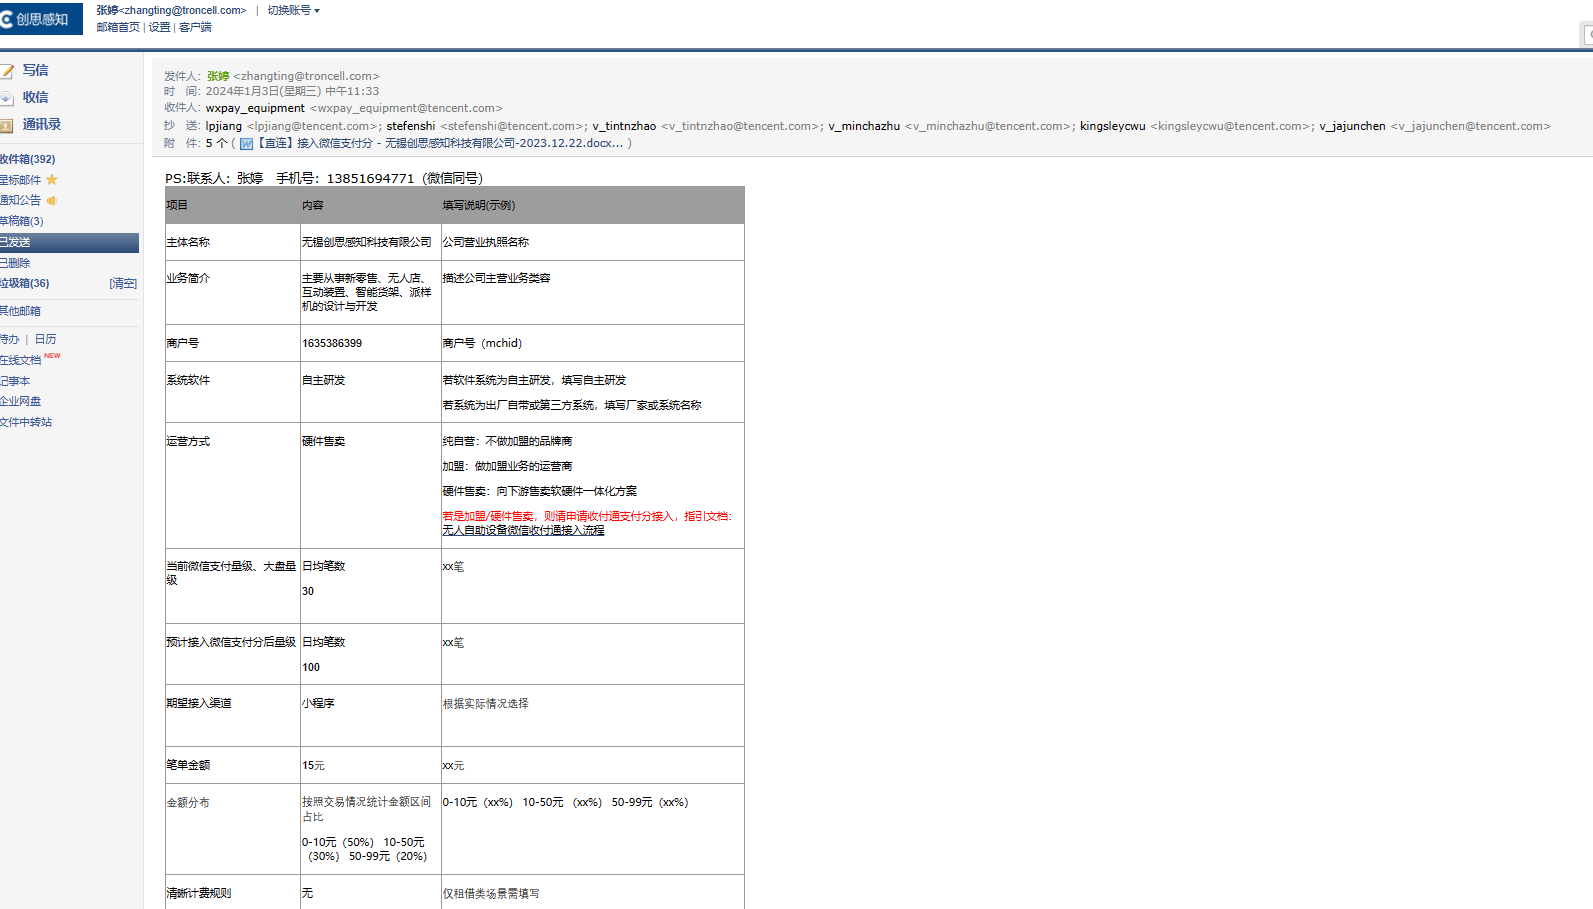 创思感知
张婷<zhangting@troncell.com> | 切换账号
邮箱首页 | 设置 | 客户端
写信
收信
通讯录
收件箱(392)
星标邮件
通知公告
草稿箱(3)
已发送
已删除
垃圾箱(36) [清空]
其他邮箱
待办 | 日历
在线文档 NEW
记事本
企业网盘
文件中转站
发件人: 张婷 <zhangting@troncell.com>
时 间: 2024年1月3日(星期三) 中午11:33
收件人: wxpay_equipment <wxpay_equipment@tencent.com>
抄 送: lpjiang <lpjiang@tencent.com>; stefenshi <stefenshi@tencent.com>; v_tintnzhao <v_tintnzhao@tencent.com>; v_minchazhu <v_minchazhu@tencent.com>; kingsleycwu <kingsleycwu@tencent.com>; v_jajunchen <v_jajunchen@tencent.com>
附 件: 5 个 ( 【直连】接入微信支付分 - 无锡创思感知科技有限公司-2023.12.22.docx... )
PS:联系人：张婷 手机号：13851694771（微信同号）
项目 内容 填写说明(示例)
主体名称 无锡创思感知科技有限公司 公司营业执照名称
业务简介 主要从事新零售、无人店、 描述公司主营业务类容
互动装置、智能货架、派样
机的设计与开发
商户号 1635386399 商户号（mchid）
系统软件 自主研发 若软件系统为自主研发，填写自主研发
若系统为出厂自带或第三方系统，填写厂家或系统名称
运营方式 硬件售卖 纯自营：不做加盟的品牌商
加盟：做加盟业务的运营商
硬件售卖：向下游售卖软硬件一体化方案
若是加盟/硬件售卖，则请申请收付通支付分接入，指引文档：
无人自助设备微信收付通接入流程
当前微信支付量级、大盘量 日均笔数 xx笔
级
30
预计接入微信支付分后量级 日均笔数 xx笔
100
期望接入渠道 小程序 根据实际情况选择
笔单金额 15元 xx元
金额分布 按照交易情况统计金额区间 0-10元（xx%） 10-50元 （xx%） 50-99元（xx%）
占比
0-10元（50%） 10-50元
（30%） 50-99元（20%）
清晰计费规则 无 仅租借类场景需填写